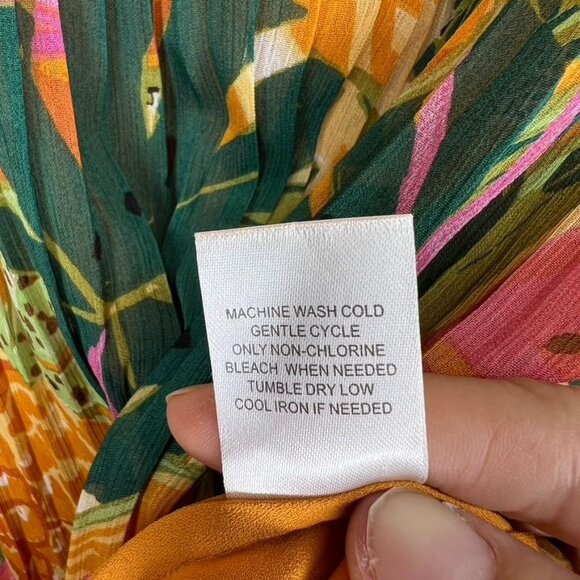 MACHINE WASH COLD
GENTLE CYCLE
ONLY NON-CHLORINE
BLEACH WHEN NEEDED
TUMBLE DRY LOW
COOL IRON IF NEEDED